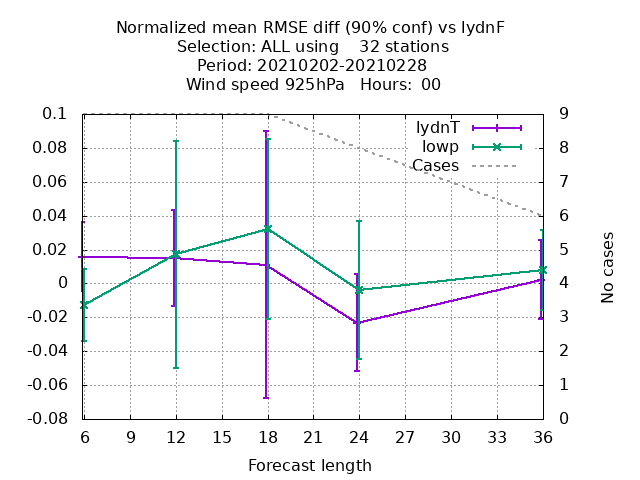 Normalized mean RMSE diff (90% conf) vs lydnF
Selection: ALL using    32 stations
Period: 20210202-20210228
Wind speed 925hPa   Hours:  00
0.1
0.08
0.06
0.04
0.02
0
-0.02
-0.04
-0.06
-0.08
9
8
7
6
5
4
3
2
1
0
lydnT
lowp
Cases
No cases
6 9 12 15 18 21 24 27 30 33 36
Forecast length